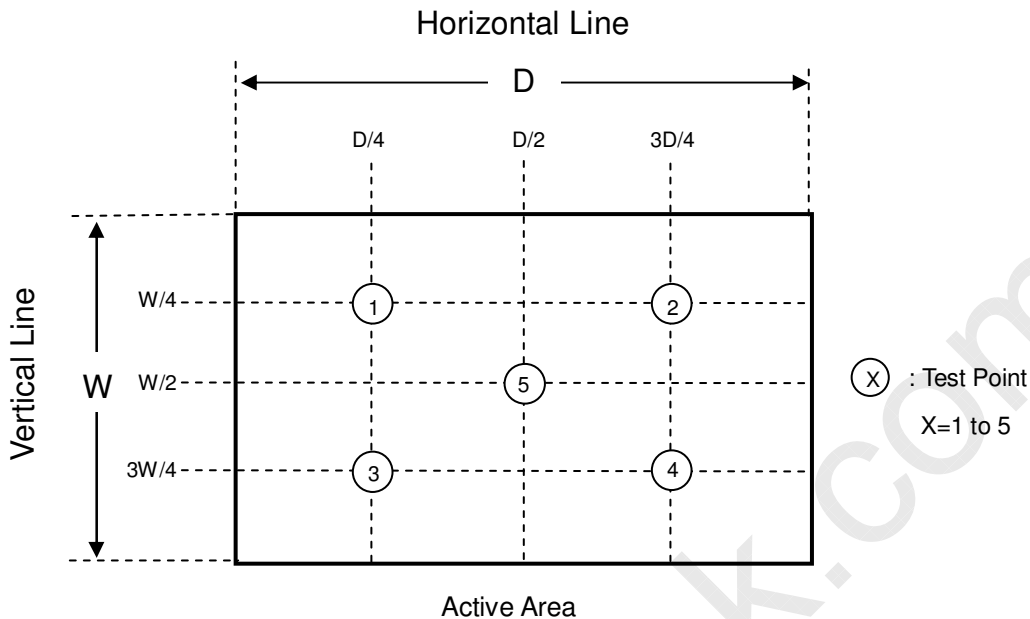 Horizontal Line
D
D/4 D/2 3D/4
W/4 1 2
Vertical Line
W
W/2 5
X : Test Point
X=1 to 5
3W/4 3 4
Active Area
k.com